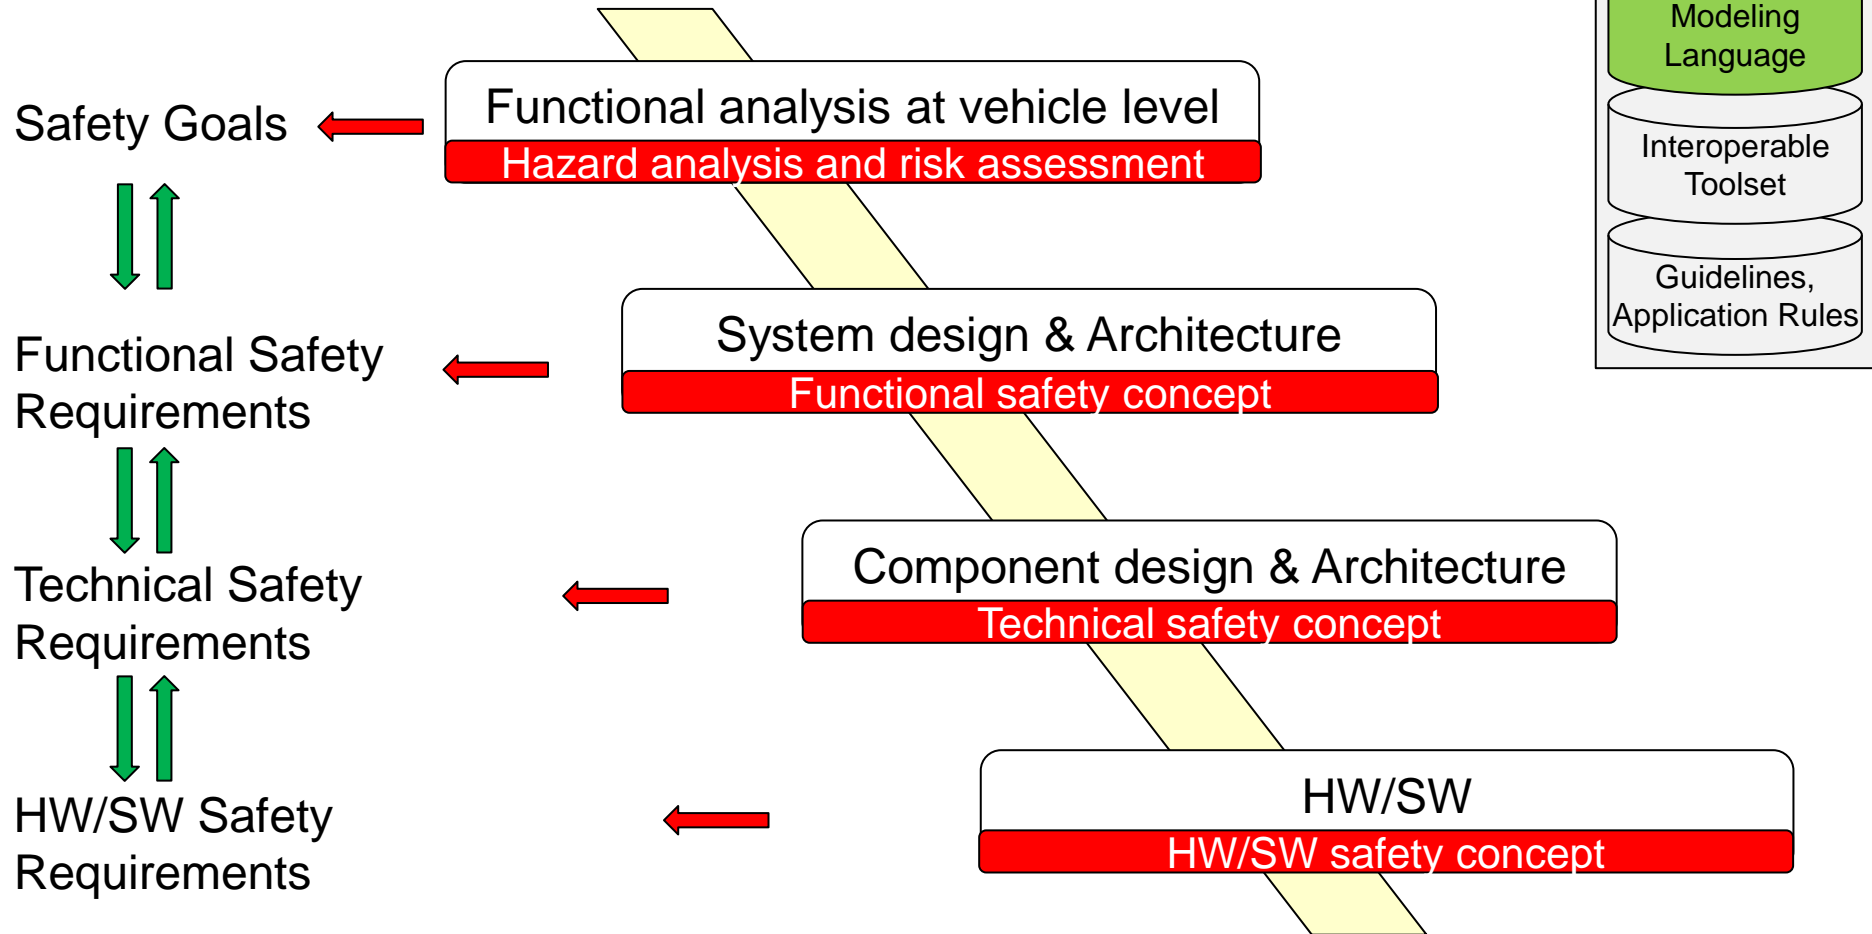 Safety Goals
Functional analysis at vehicle level
Hazard analysis and risk assessment
Functional Safety
Requirements
System design & Architecture
Functional safety concept
Technical Safety
Requirements
Component design & Architecture
Technical safety concept
HW/SW Safety
Requirements
HW/SW
HW/SW safety concept
Modeling
Language
Interoperable
Toolset
Guidelines,
Application Rules